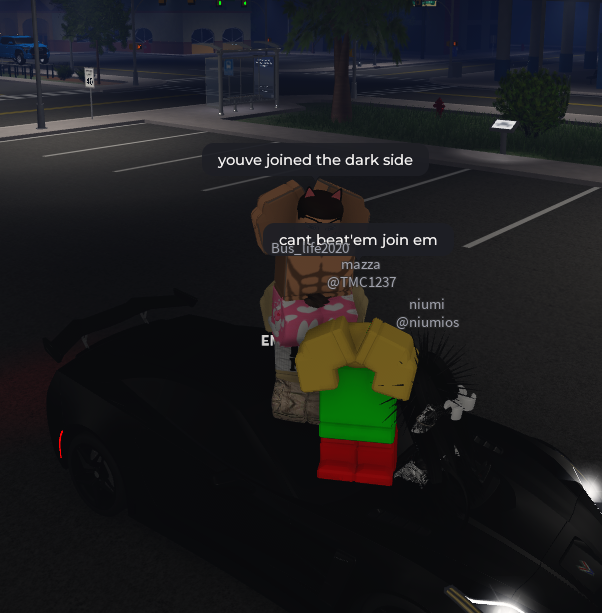 youve joined the dark side
cant beat'em join em
Bus_life2020
mazza
@TMC1237
niumi
@niumios